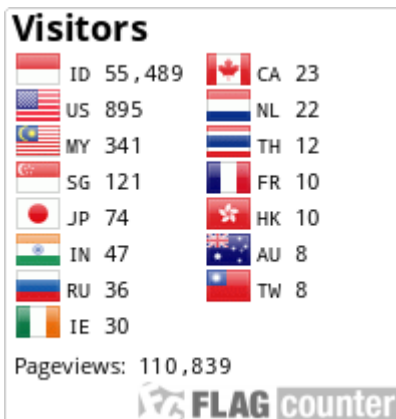 Visitors
ID 55,489
US 895
MY 341
SG 121
JP 74
IN 47
RU 36
IE 30
CA 23
NL 22
TH 12
FR 10
HK 10
AU 8
TW 8
Pageviews: 110,839
FLAG counter